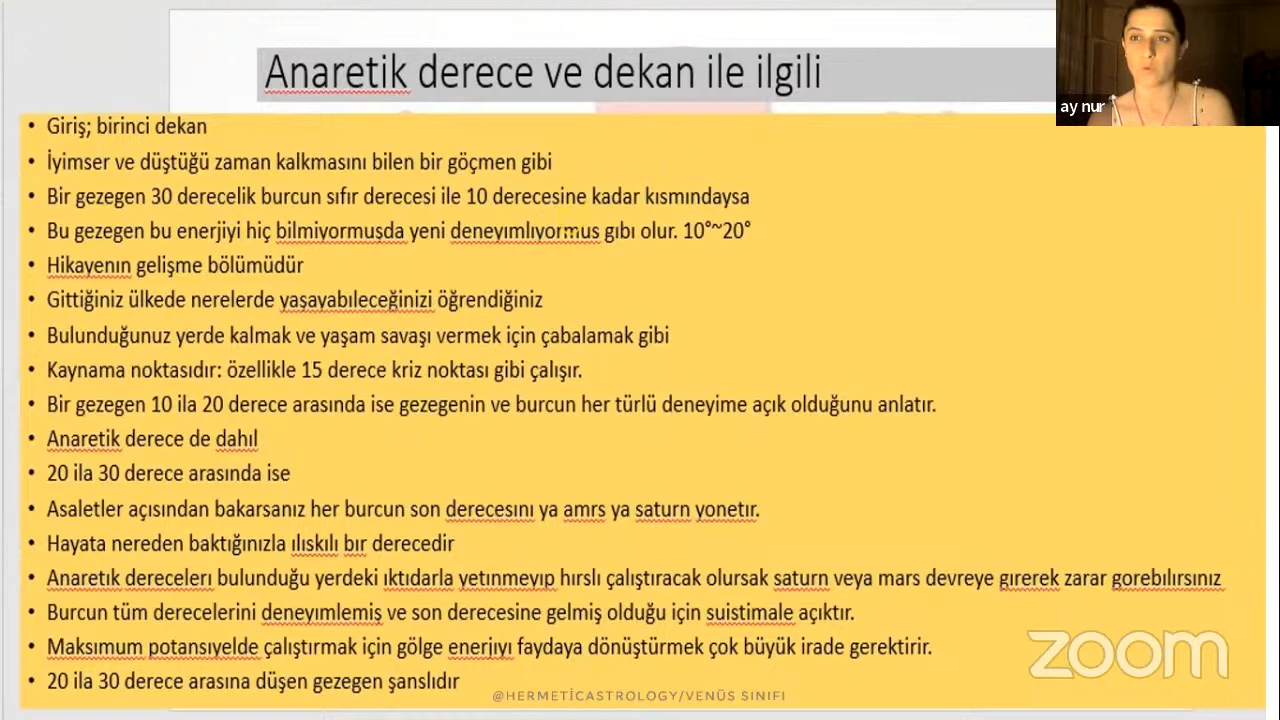 Anaretik derece ve dekan ile ilgili
ay nur
• Giriş; birinci dekan
• İyimser ve düştüğü zaman kalkmasını bilen bir göçmen gibi
• Bir gezegen 30 derecelik burcun sıfır derecesi ile 10 derecesine kadar kısmındaysa
• Bu gezegen bu enerjiyi hiç bilmiyormuşda yeni deneyımlıyormus gıbı olur. 10°~20°
• Hikayenın gelişme bölümüdür
• Gittiğiniz ülkede nerelerde yaşayabıleceğinizi öğrendiğiniz
• Bulunduğunuz yerde kalmak ve yaşam savaşı vermek için çabalamak gibi
• Kaynama noktasıdır: özellikle 15 derece kriz noktası gibi çalışır.
• Bir gezegen 10 ila 20 derece arasında ise gezegenin ve burcun her türlü deneyime açık olduğunu anlatır.
• Anaretik derece de dahıl
• 20 ila 30 derece arasında ise
• Asaletler açısından bakarsanız her burcun son derecesını ya amrs ya saturn yonetır.
• Hayata nereden baktığınızla ılıskılı bır derecedir
• Anaretık derecelerı bulunduğu yerdeki ıktıdarla yetınmeyıp hırslı çalıştıracak olursak saturn veya mars devreye gırerek zarar gorebılırsınız
• Burcun tüm derecelerini deneyımlemiş ve son derecesine gelmiş olduğu için suistimale açıktır.
• Maksımum potansıyelde çalıştırmak için gölge enerjıyı faydaya dönüştürmek çok büyük irade gerektirir.
• 20 ila 30 derece arasına düşen gezegen şanslıdır
zoom
@HERMETİCASTROLOGY/VENÜS SINIFI